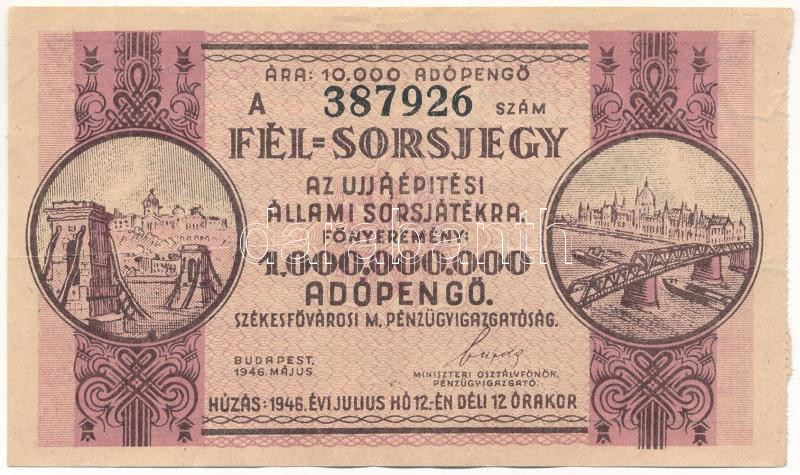 ÁRA: 10.000 ADÓPENGŐ
A 387926 SZÁM
FÉL=SORSJEGY
AZ UJJÁÉPITÉSI
ÁLLAMI SORSJÁTÉKRA.
FŐNYEREMÉNY:
1.000.000.000
ADÓPENGŐ.
SZÉKESFŐVÁROSI M. PÉNZÜGYIGAZGATÓSÁG.
BUDAPEST,
1946. MÁJUS
MINISZTERI OSZTÁLYFŐNÖK,
PÉNZÜGYIGAZGATÓ.
HÚZÁS: 1946. ÉVI JULIUS HÓ 12.-ÉN DÉLI 12 ÓRAKOR
darabanth